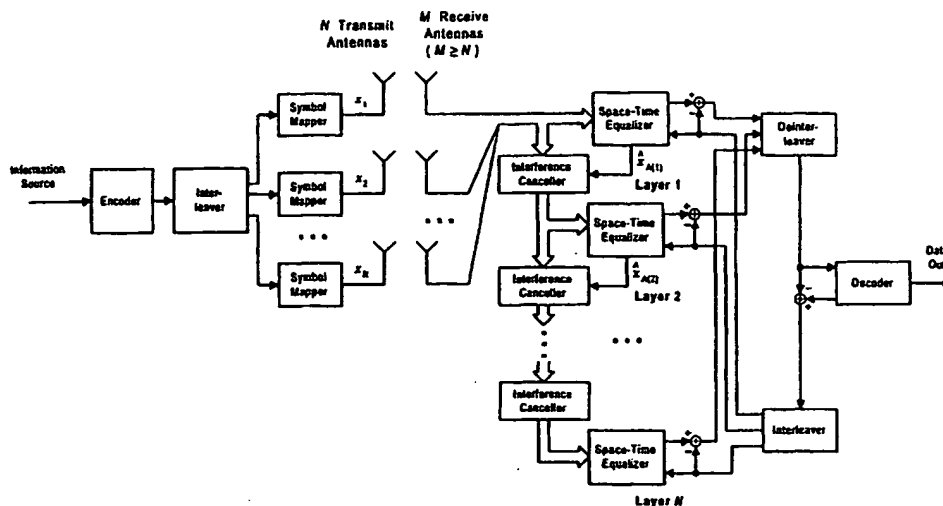 N Transmit
Antennas
M Receive
Antennas
( M ≥ N )
Information
Source
Encoder
Inter-
leaver
Symbol
Mapper
x1
Symbol
Mapper
x2
• • •
Symbol
Mapper
• • •
Space-Time
Equalizer
Interference
Canceller
X̂A(1)
Layer 1
Space-Time
Equalizer
Interference
Canceller
X̂A(2)
Layer 2
• • •
Interference
Canceller
Space-Time
Equalizer
Layer N
Deinter-
leaver
Decoder
Interleaver